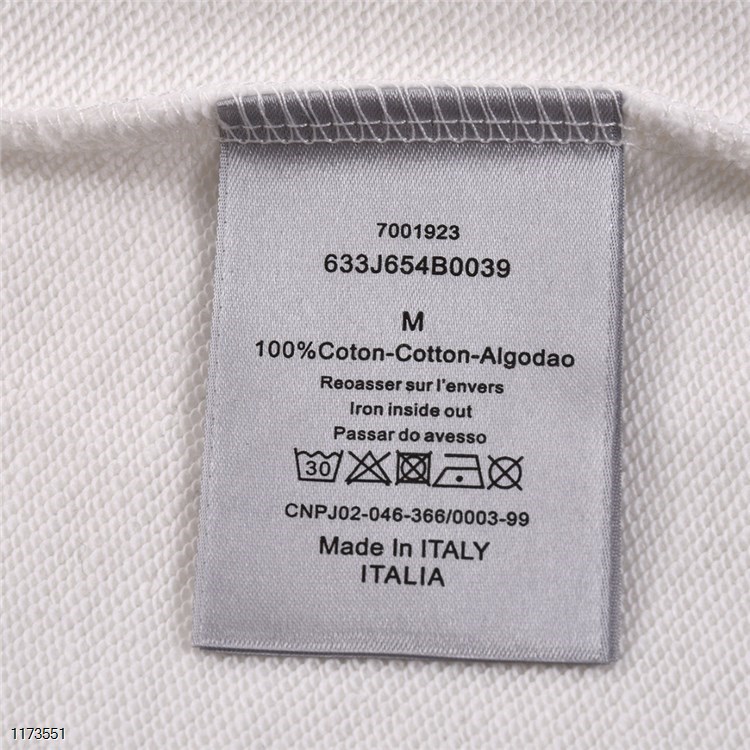 7001923
633J654B0039
M
100%Coton-Cotton-Algodao
Reoasser sur l'envers
Iron inside out
Passar do avesso
30
CNPJ02-046-366/0003-99
Made In ITALY
ITALIA
1173551